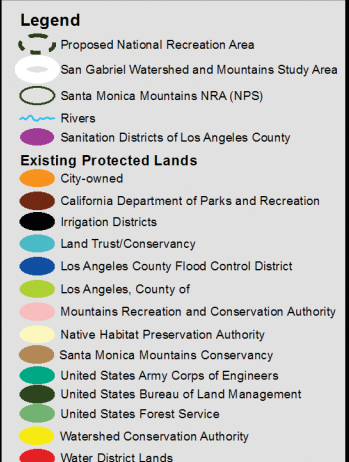 Legend
Proposed National Recreation Area
San Gabriel Watershed and Mountains Study Area
Santa Monica Mountains NRA (NPS)
Rivers
Sanitation Districts of Los Angeles County
Existing Protected Lands
City-owned
California Department of Parks and Recreation
Irrigation Districts
Land Trust/Conservancy
Los Angeles County Flood Control District
Los Angeles, County of
Mountains Recreation and Conservation Authority
Native Habitat Preservation Authority
Santa Monica Mountains Conservancy
United States Army Corps of Engineers
United States Bureau of Land Management
United States Forest Service
Watershed Conservation Authority
Water District Lands